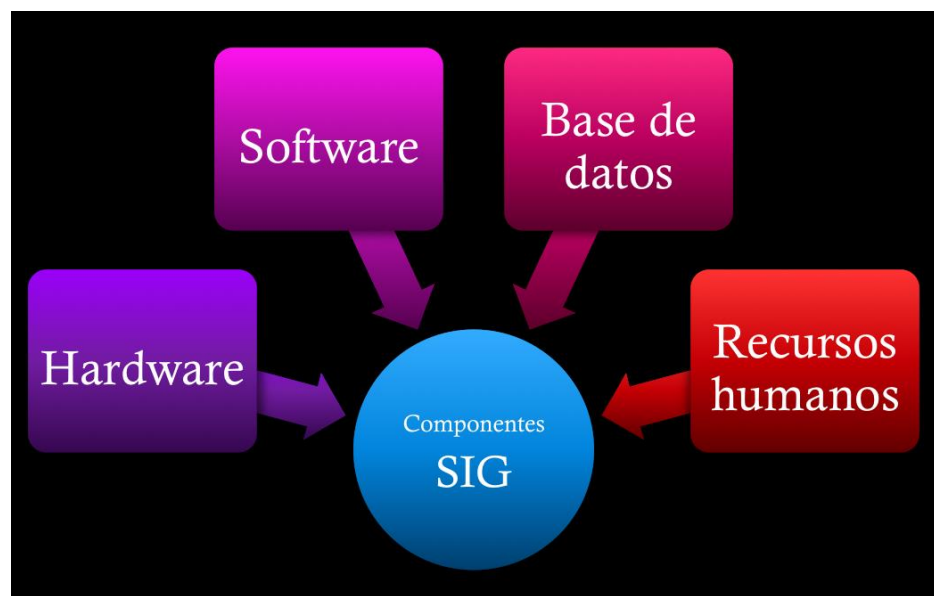 Software
Base de
datos
Hardware
Recursos
humanos
Componentes
SIG